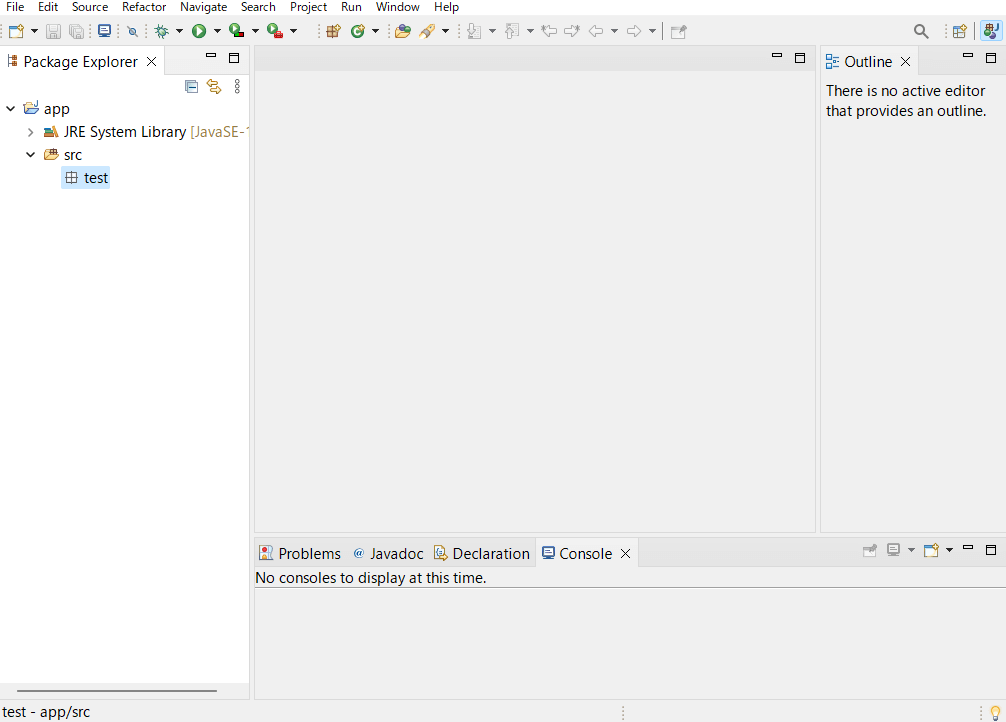 File Edit Source Refactor Navigate Search Project Run Window Help
Package Explorer
app
JRE System Library [JavaSE-1
src
test
Outline
There is no active editor
that provides an outline.
Problems @ Javadoc Declaration Console
No consoles to display at this time.
test - app/src